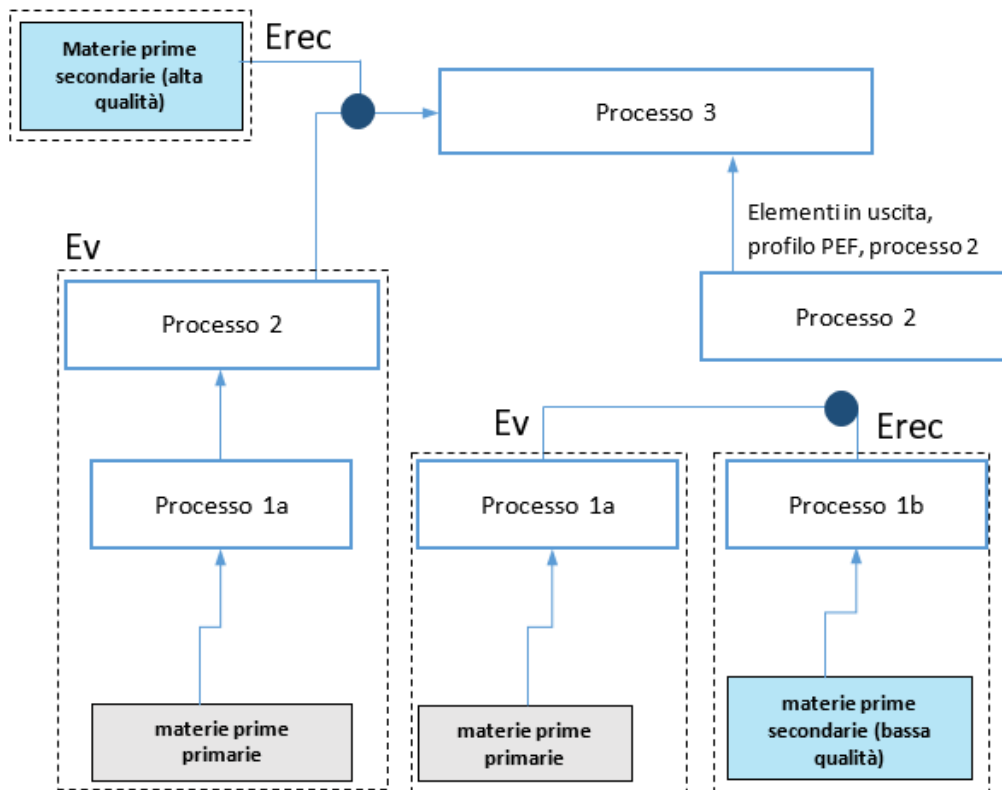 Materie prime
secondarie (alta
qualità)
Erec
Processo 3
Elementi in uscita,
profilo PEF, processo 2
Ev
Processo 2
Processo 2
Ev
Erec
Processo 1a
Processo 1a
Processo 1b
materie prime
primarie
materie prime
primarie
materie prime
secondarie (bassa
qualità)